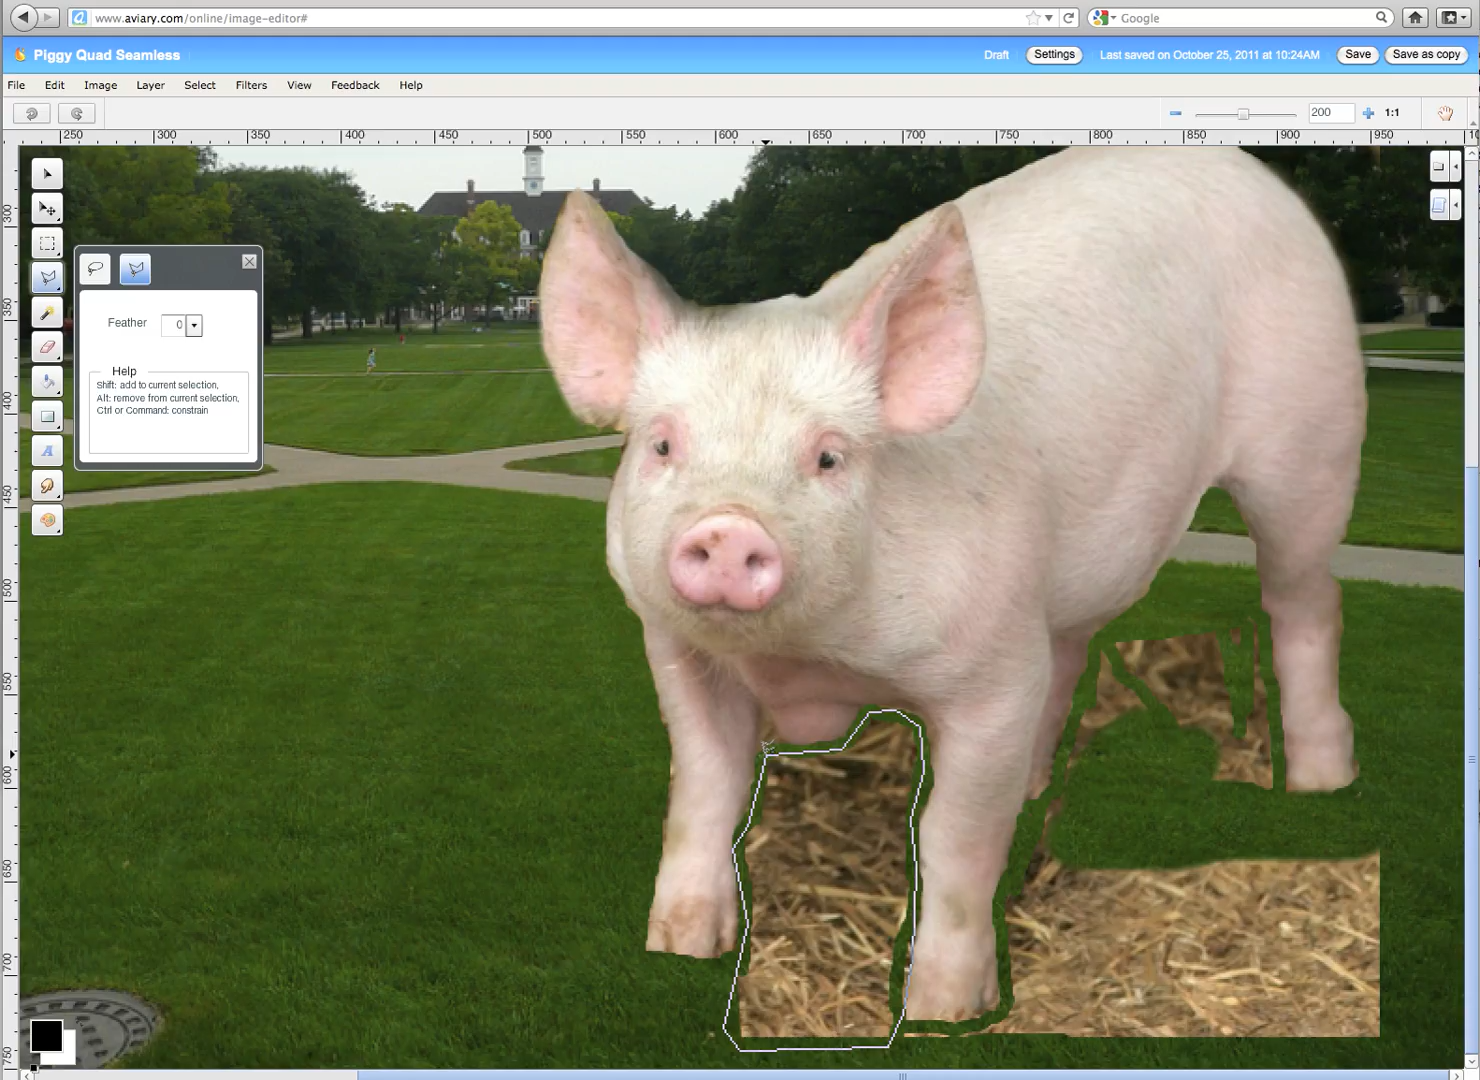 www.aviary.com/online/image-editor#
Google
Piggy Quad Seamless
Draft
Settings
Last saved on October 25, 2011 at 10:24AM
Save
Save as copy
File Edit Image Layer Select Filters View Feedback Help
200
1:1
250 300 350 400 450 500 550 600 650 700 750 800 850 900 950
300
350
400
450
500
550
600
650
700
750
Feather 0
Help
Shift: add to current selection,
Alt: remove from current selection,
Ctrl or Command: constrain
A